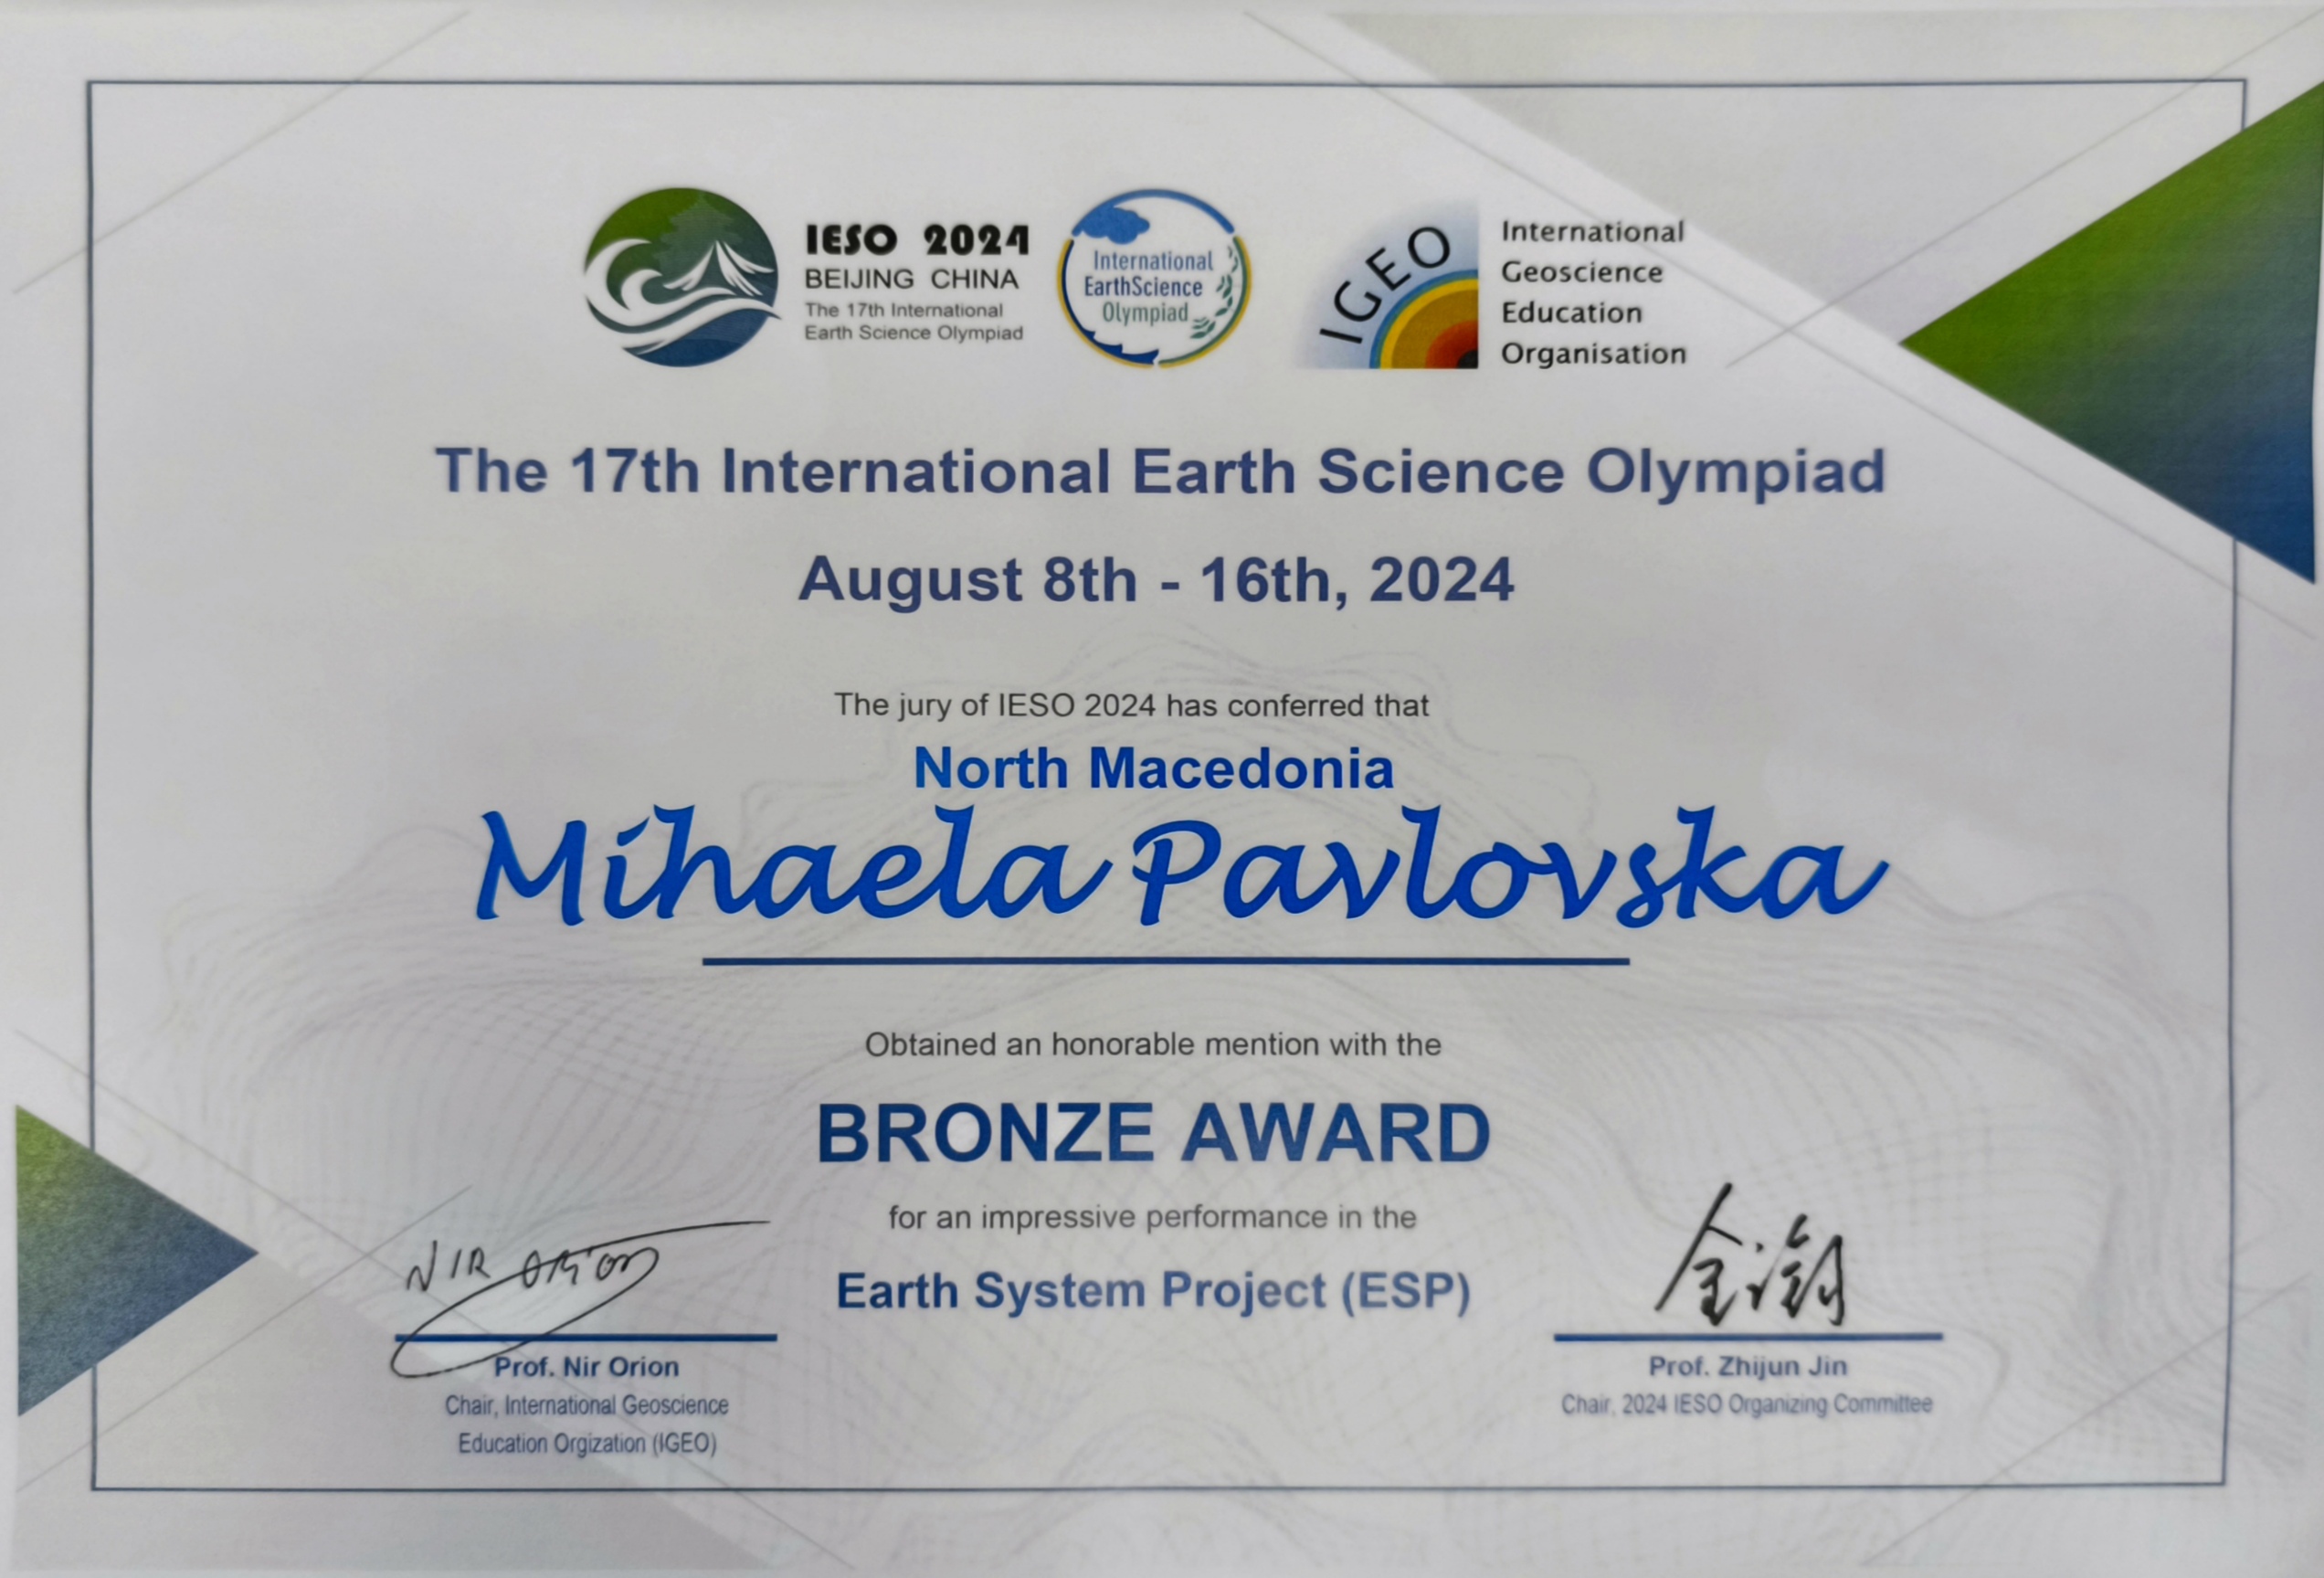 IESO 2024
BEIJING CHINA
The 17th International
Earth Science Olympiad
International
EarthScience
Olympiad
IGEO
International
Geoscience
Education
Organisation
The 17th International Earth Science Olympiad
August 8th - 16th, 2024
The jury of IESO 2024 has conferred that
North Macedonia
Mihaela Pavlovska
Obtained an honorable mention with the
BRONZE AWARD
for an impressive performance in the
Earth System Project (ESP)
NIR ORION
Prof. Nir Orion
Chair, International Geoscience
Education Orgization (IGEO)
Prof. Zhijun Jin
Chair, 2024 IESO Organizing Committee